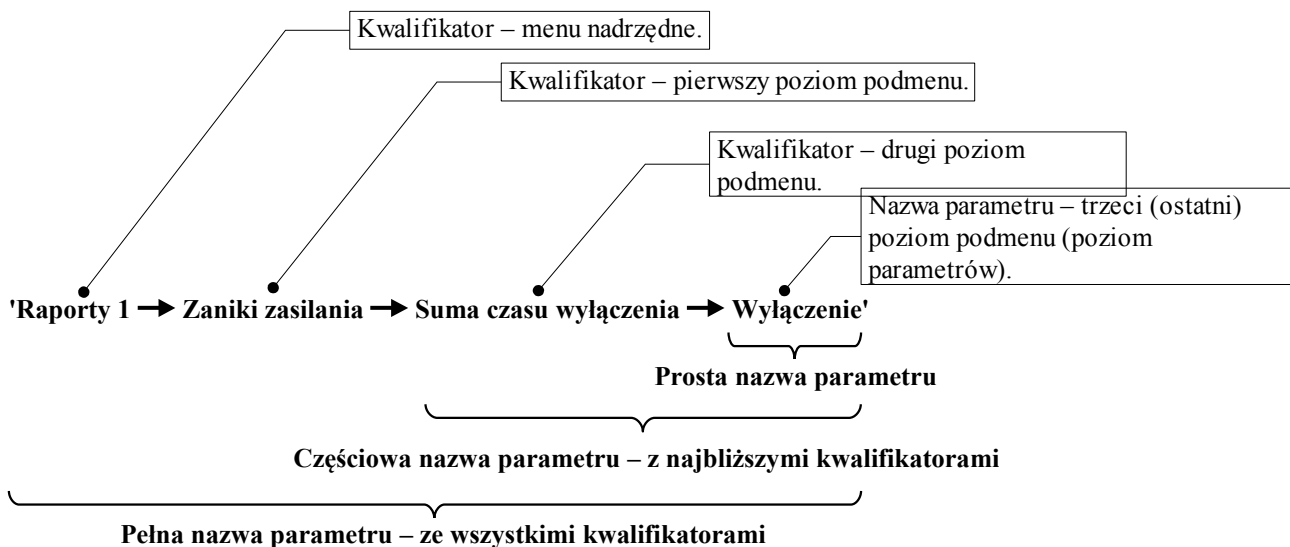 Kwalifikator – menu nadrzędne.
Kwalifikator – pierwszy poziom podmenu.
Kwalifikator – drugi poziom
podmenu.
Nazwa parametru – trzeci (ostatni)
poziom podmenu (poziom
parametrów).
'Raporty 1 → Zaniki zasilania → Suma czasu wyłączenia → Wyłączenie'
Prosta nazwa parametru
Częściowa nazwa parametru – z najbliższymi kwalifikatorami
Pełna nazwa parametru – ze wszystkimi kwalifikatorami